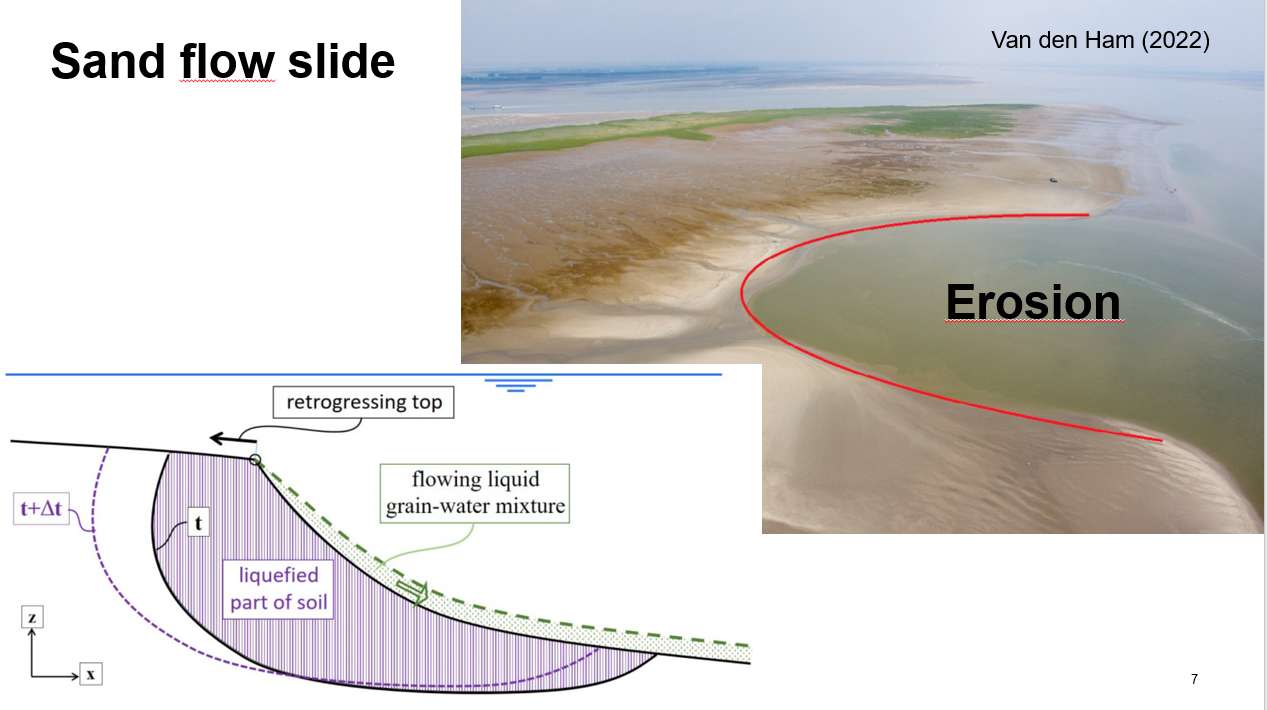 Sand flow slide
Van den Ham (2022)
Erosion
retrogressing top
flowing liquid
grain-water mixture
t+Δt
t
liquefied
part of soil
z
x
7